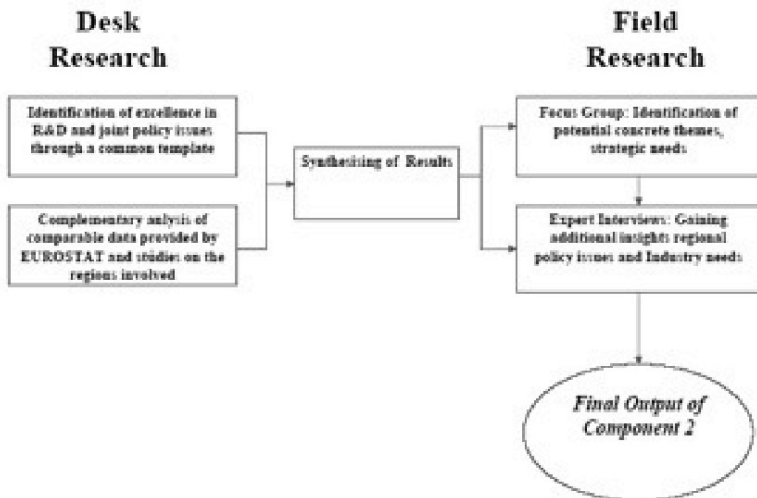 Desk
Research
Field
Research
Identification of excellence in
R&D and joint policy issues
through a common template
Complementary anlysis of
comparable data provided by
EUROSTAT and studies on the
regions involved
Synthesising of Results
Focus Group: Identification of
potential concrete themes,
strategic needs
Expert Interviews: Gaining
additional insights regional
policy issues and Industry needs
Final Output of
Component 2